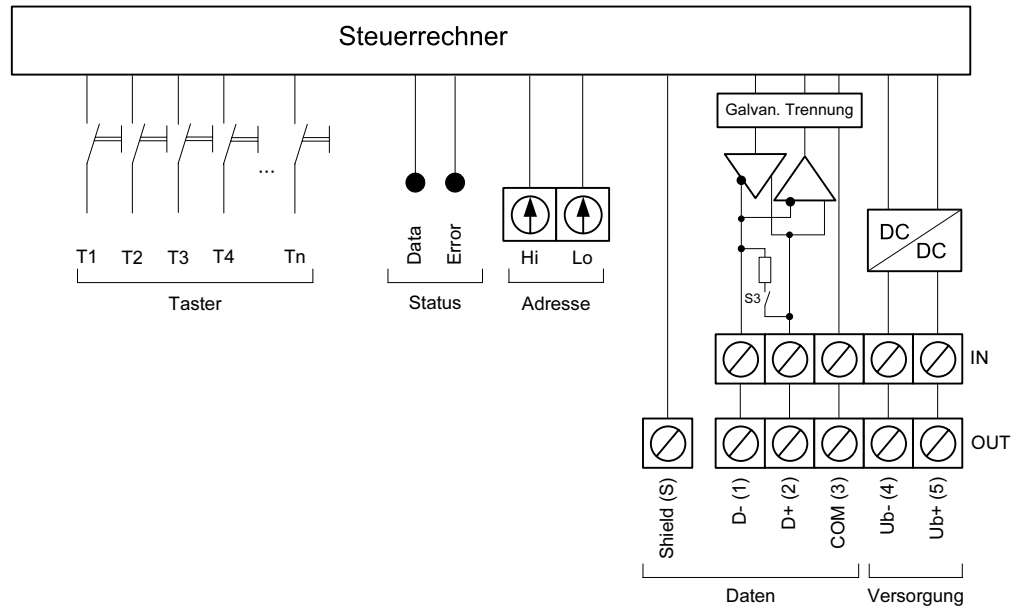 Steuerrechner
Galvan. Trennung
...
DC
DC
T1 T2 T3 T4 Tn
Data
Error
Hi Lo
S3
Taster
Status
Adresse
IN
OUT
Shield (S)
D- (1)
D+ (2)
COM (3)
Ub- (4)
Ub+ (5)
Daten
Versorgung